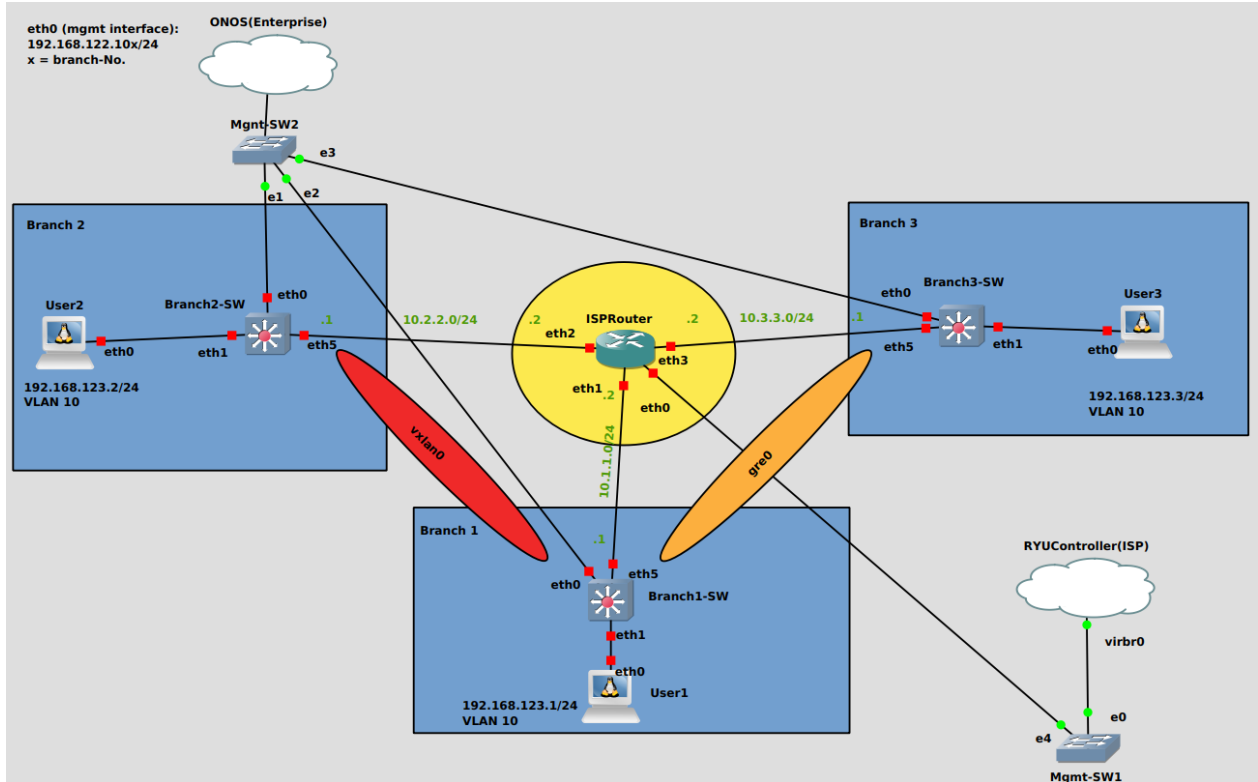 eth0 (mgmt interface):
192.168.122.10x/24
x = branch-No.
ONOS(Enterprise)
Mgnt-SW2
e3
e1
e2
Branch 2
User2
Branch2-SW
eth0
.1
10.2.2.0/24
eth0
eth1
eth5
192.168.123.2/24
VLAN 10
vxlan0
.2
ISPRouter
.2
10.3.3.0/24
.1
eth2
eth3
eth1
.2
eth0
10.1.1.0/24
Branch 3
Branch3-SW
User3
eth0
eth5
eth1
eth0
192.168.123.3/24
VLAN 10
gre0
Branch 1
.1
eth5
eth0
Branch1-SW
eth1
eth0
User1
192.168.123.1/24
VLAN 10
RYUController(ISP)
virbr0
e0
e4
Mgmt-SW1